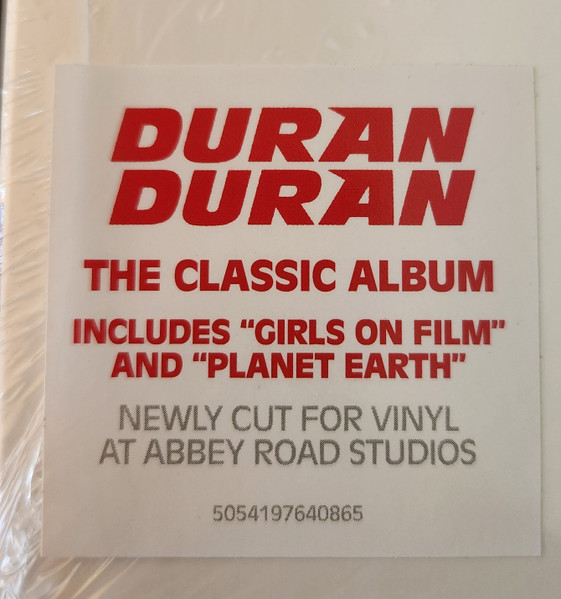 DURAN
DURAN
THE CLASSIC ALBUM
INCLUDES “GIRLS ON FILM”
AND “PLANET EARTH”
NEWLY CUT FOR VINYL
AT ABBEY ROAD STUDIOS
5054197640865